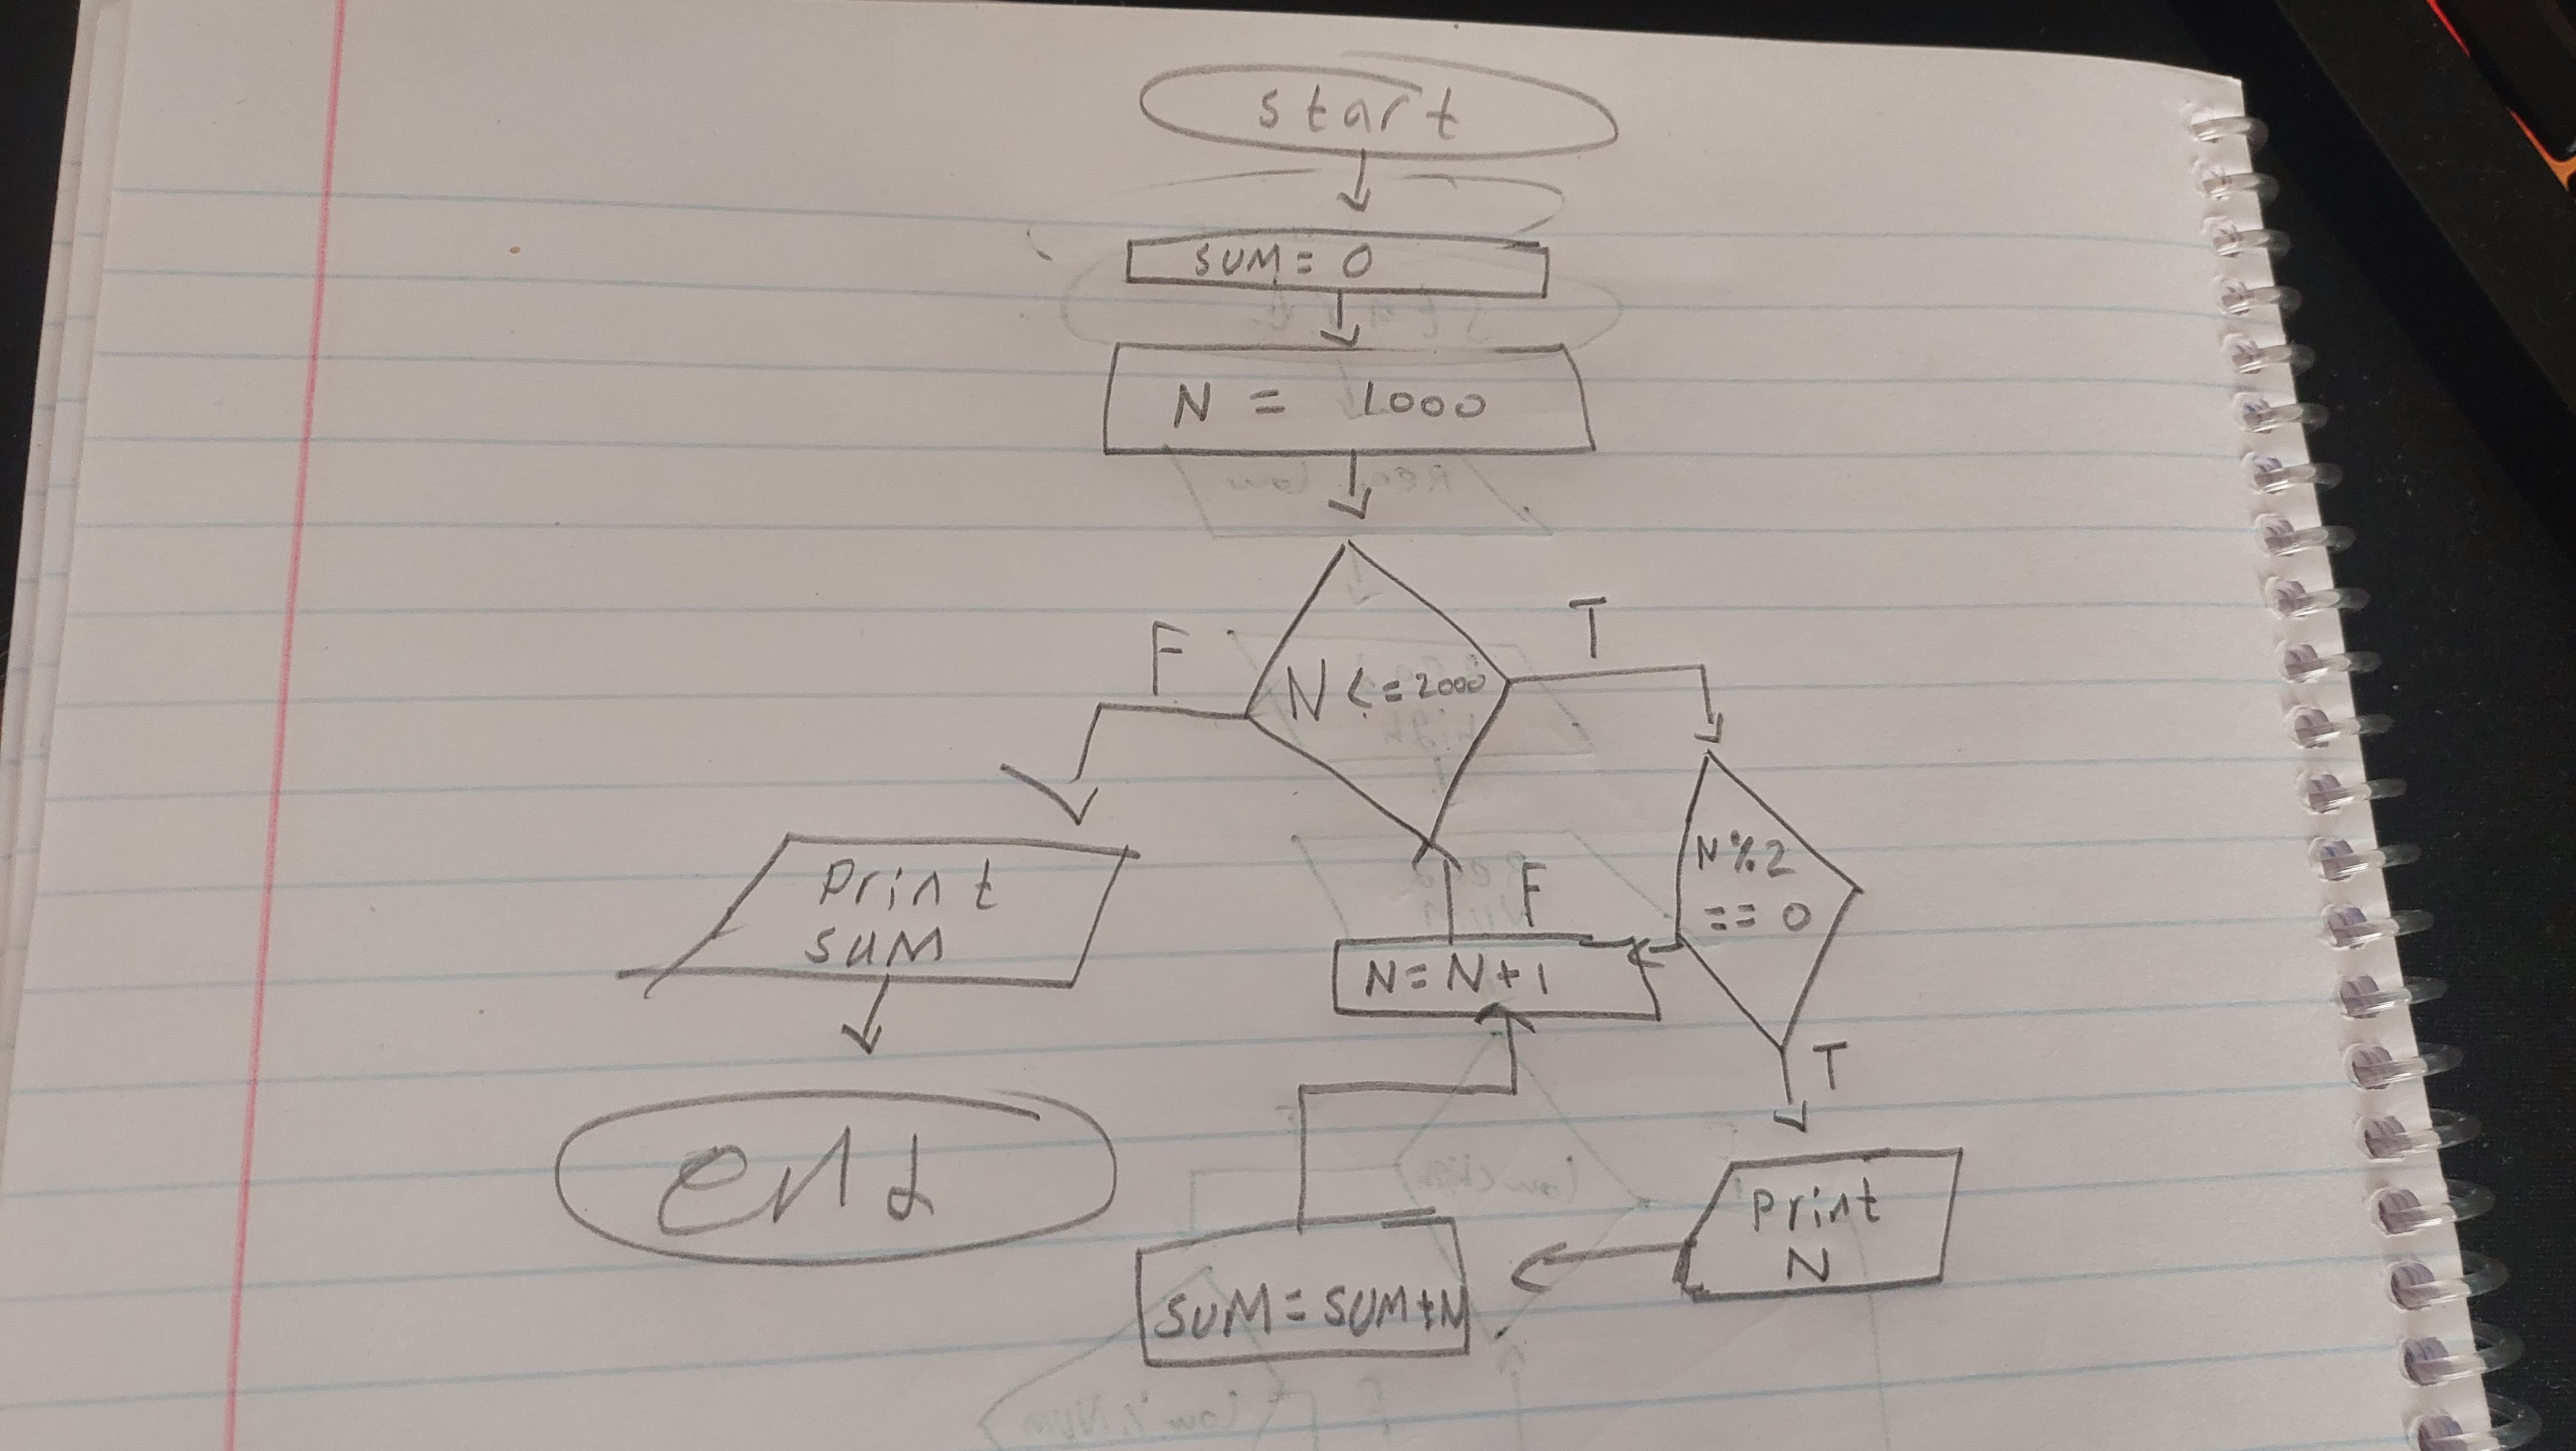 start
SUM = 0
N = 1000
N <= 2000
F
T
N % 2
== 0
F
T
Print
SUM
N = N + 1
end
Print
N
SUM = SUM + N